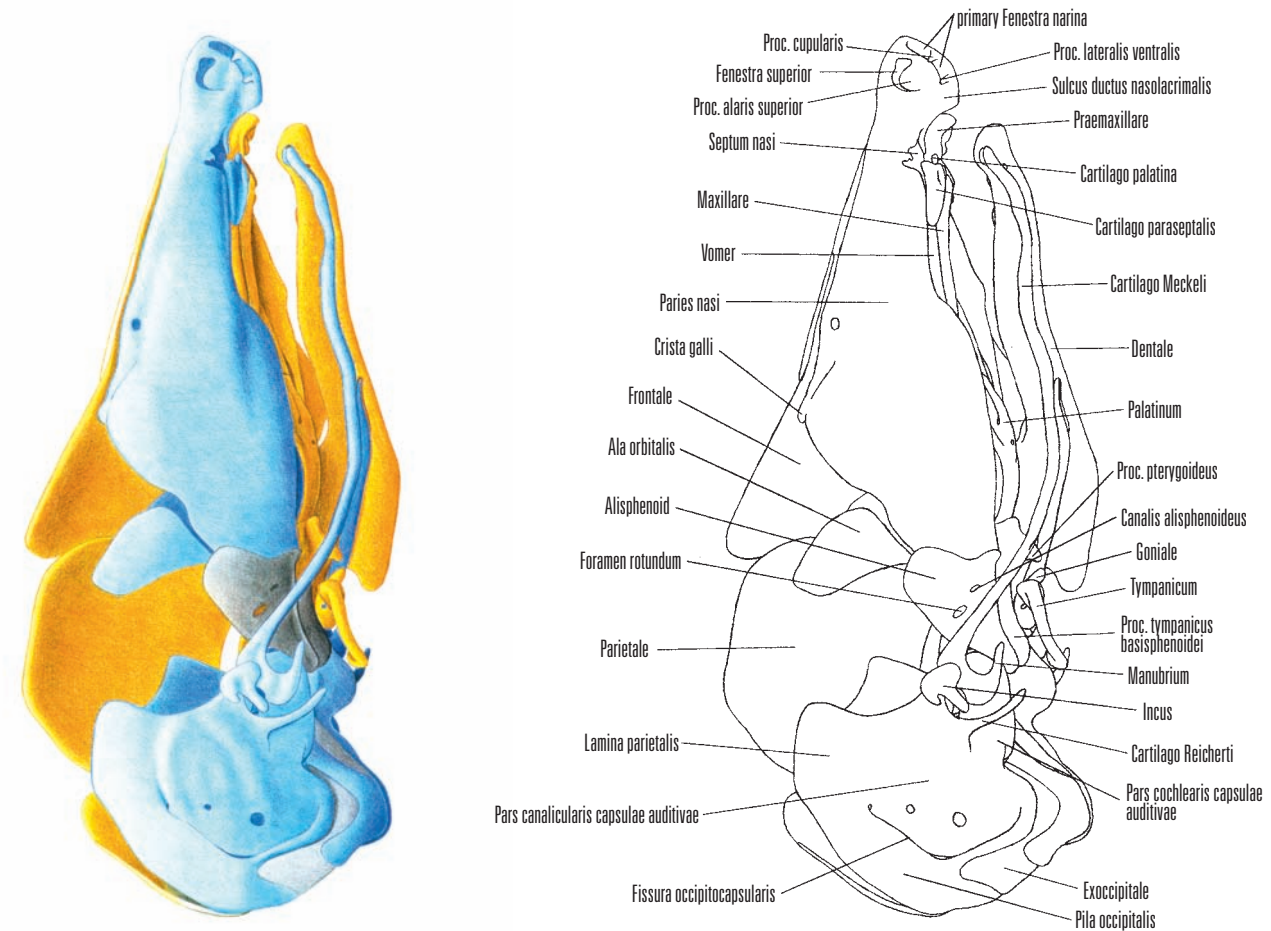 primary Fenestra narina
Proc. cupularis
Fenestra superior
Proc. alaris superior
Septum nasi
Maxillare
Vomer
Paries nasi
Crista galli
Frontale
Ala orbitalis
Alisphenoid
Foramen rotundum
Parietale
Lamina parietalis
Pars canalicularis capsulae auditivae
Fissura occipitocapsularis
Proc. lateralis ventralis
Sulcus ductus nasolacrimalis
Praemaxillare
Cartilago palatina
Cartilago paraseptalis
Cartilago Meckeli
Dentale
Palatinum
Proc. pterygoideus
Canalis alisphenoideus
Goniale
Tympanicum
Proc. tympanicus
basisphenoidei
Manubrium
Incus
Cartilago Reicherti
Pars cochlearis capsulae
auditivae
Exoccipitale
Pila occipitalis